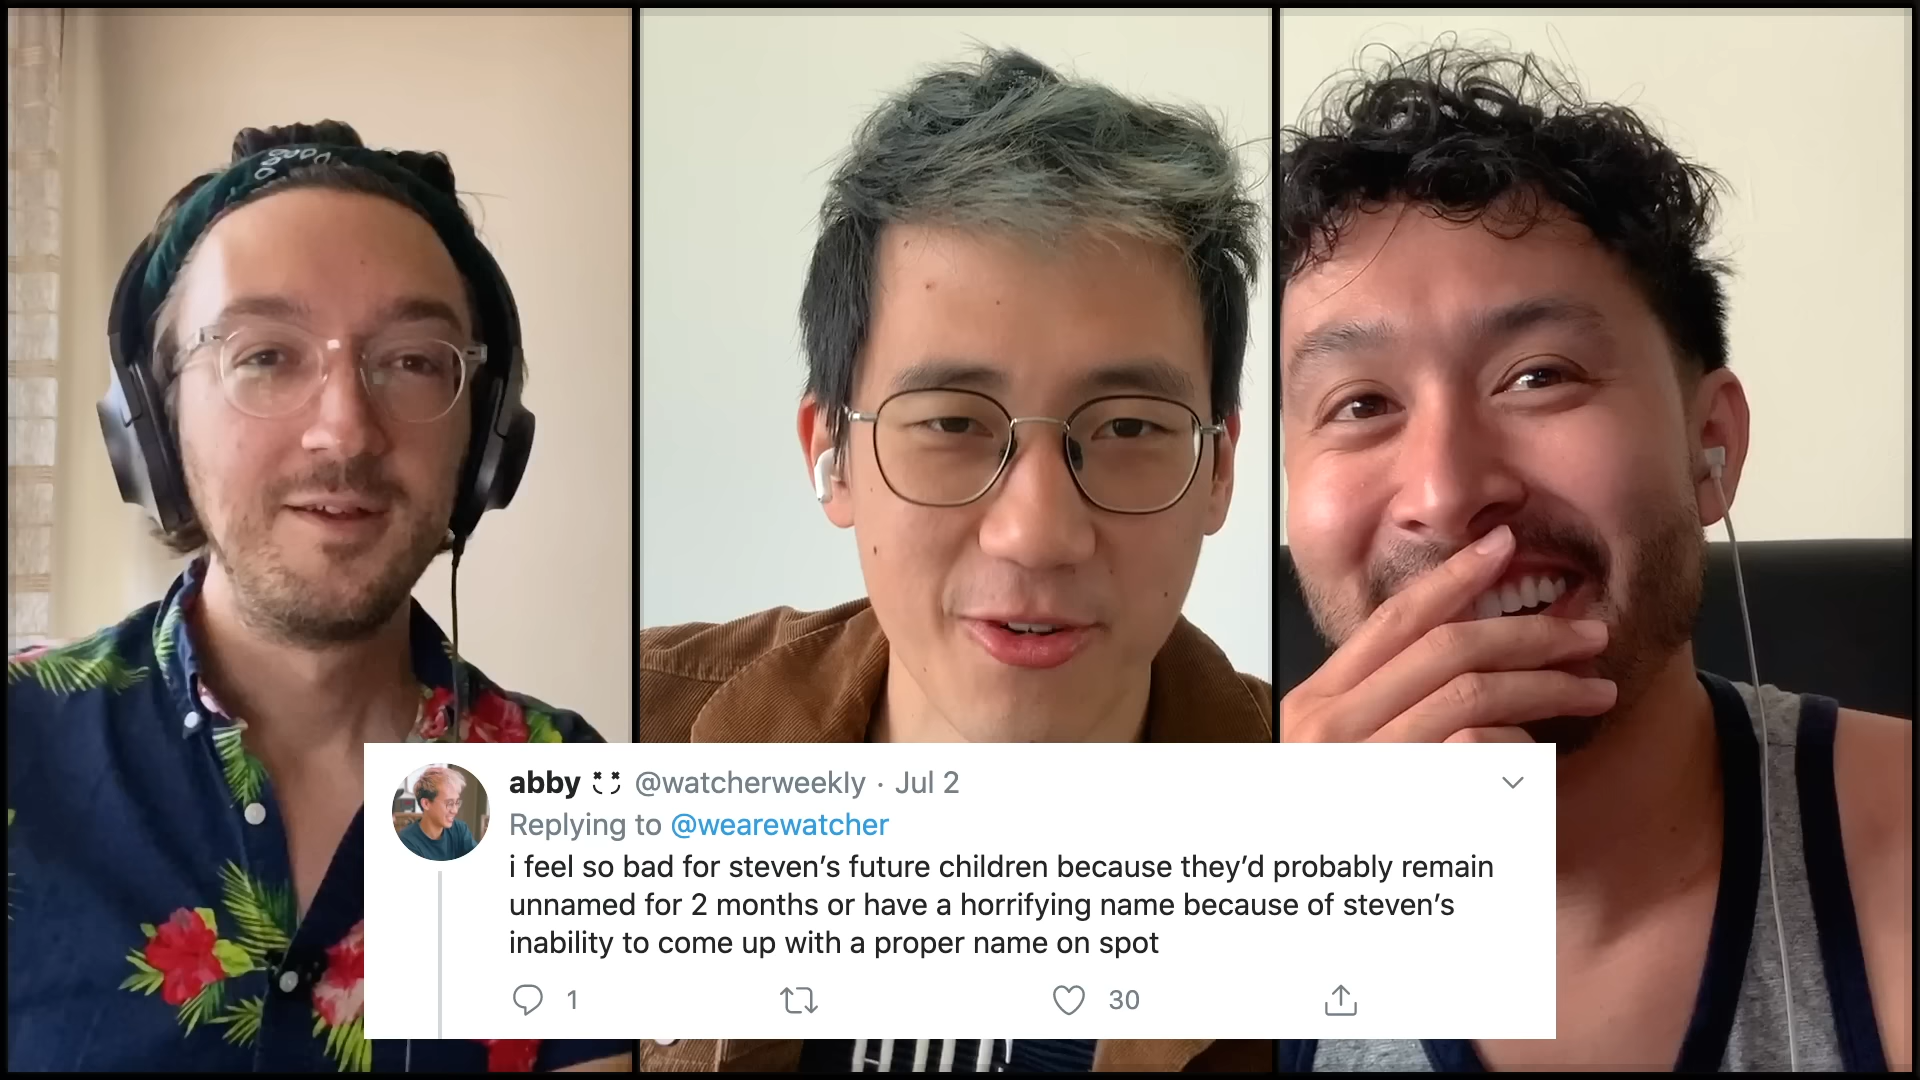 abby @watcherweekly · Jul 2
Replying to @wearewatcher
i feel so bad for steven’s future children because they’d probably remain
unnamed for 2 months or have a horrifying name because of steven’s
inability to come up with a proper name on spot
1 30